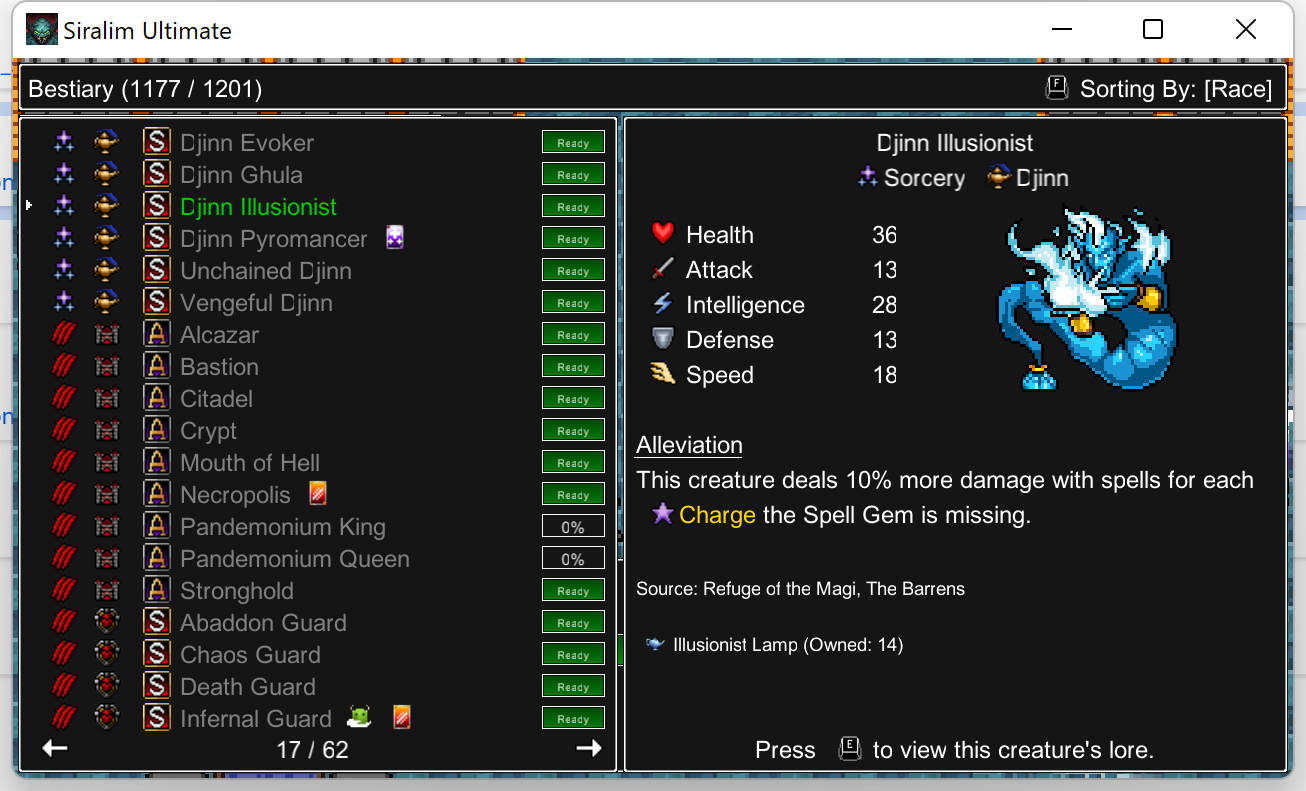 Siralim Ultimate
Bestiary (1177 / 1201)
F Sorting By: [Race]
S Djinn Evoker Ready
S Djinn Ghula Ready
S Djinn Illusionist Ready
S Djinn Pyromancer Ready
S Unchained Djinn Ready
S Vengeful Djinn Ready
A Alcazar Ready
A Bastion Ready
A Citadel Ready
A Crypt Ready
A Mouth of Hell Ready
A Necropolis Ready
A Pandemonium King 0%
A Pandemonium Queen 0%
A Stronghold Ready
S Abaddon Guard Ready
S Chaos Guard Ready
S Death Guard Ready
S Infernal Guard Ready
17 / 62
Djinn Illusionist
Sorcery Djinn
Health 36
Attack 13
Intelligence 28
Defense 13
Speed 18
Alleviation
This creature deals 10% more damage with spells for each
Charge the Spell Gem is missing.
Source: Refuge of the Magi, The Barrens
Illusionist Lamp (Owned: 14)
Press E to view this creature's lore.